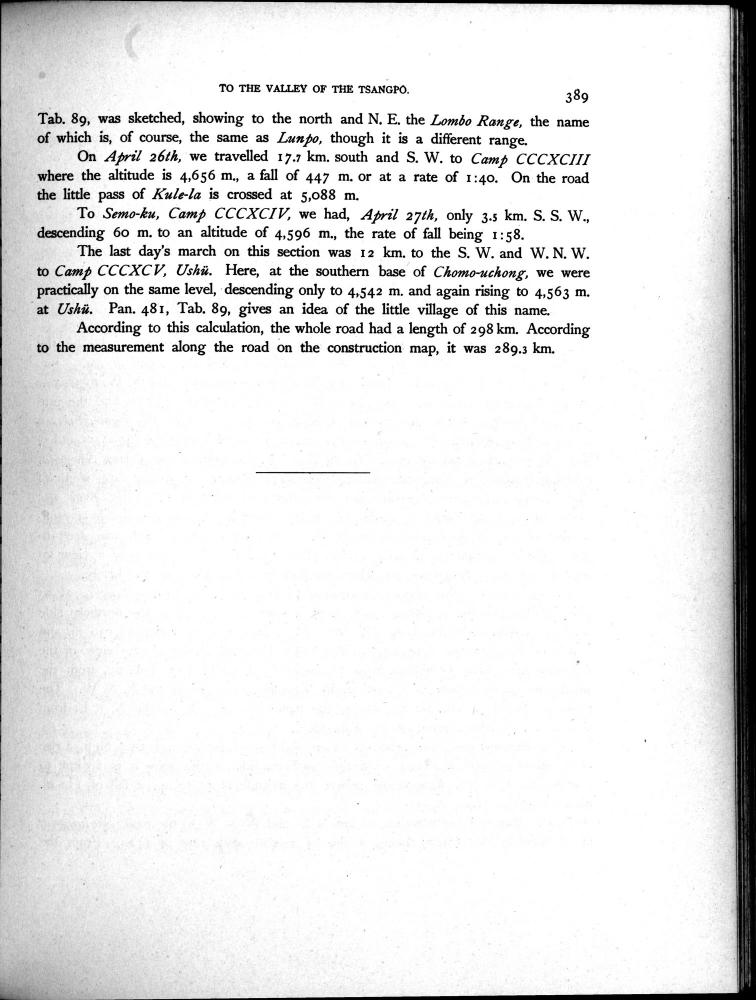 TO THE VALLEY OF THE TSANGPO.
389
Tab. 89, was sketched, showing to the north and N. E. the Lombo Range, the name
of which is, of course, the same as Lunpo, though it is a different range.
On April 26th, we travelled 17.7 km. south and S. W. to Camp CCCXCIII
where the altitude is 4,656 m., a fall of 447 m. or at a rate of 1:40. On the road
the little pass of Kule-la is crossed at 5,088 m.
To Semo-ku, Camp CCCXCIV, we had, April 27th, only 3.5 km. S. S. W.,
descending 60 m. to an altitude of 4,596 m., the rate of fall being 1:58.
The last day's march on this section was 12 km. to the S. W. and W. N. W.
to Camp CCCXCV, Ushü. Here, at the southern base of Chomo-uchong, we were
practically on the same level, descending only to 4,542 m. and again rising to 4,563 m.
at Ushü. Pan. 481, Tab. 89, gives an idea of the little village of this name.
According to this calculation, the whole road had a length of 298 km. According
to the measurement along the road on the construction map, it was 289.3 km.